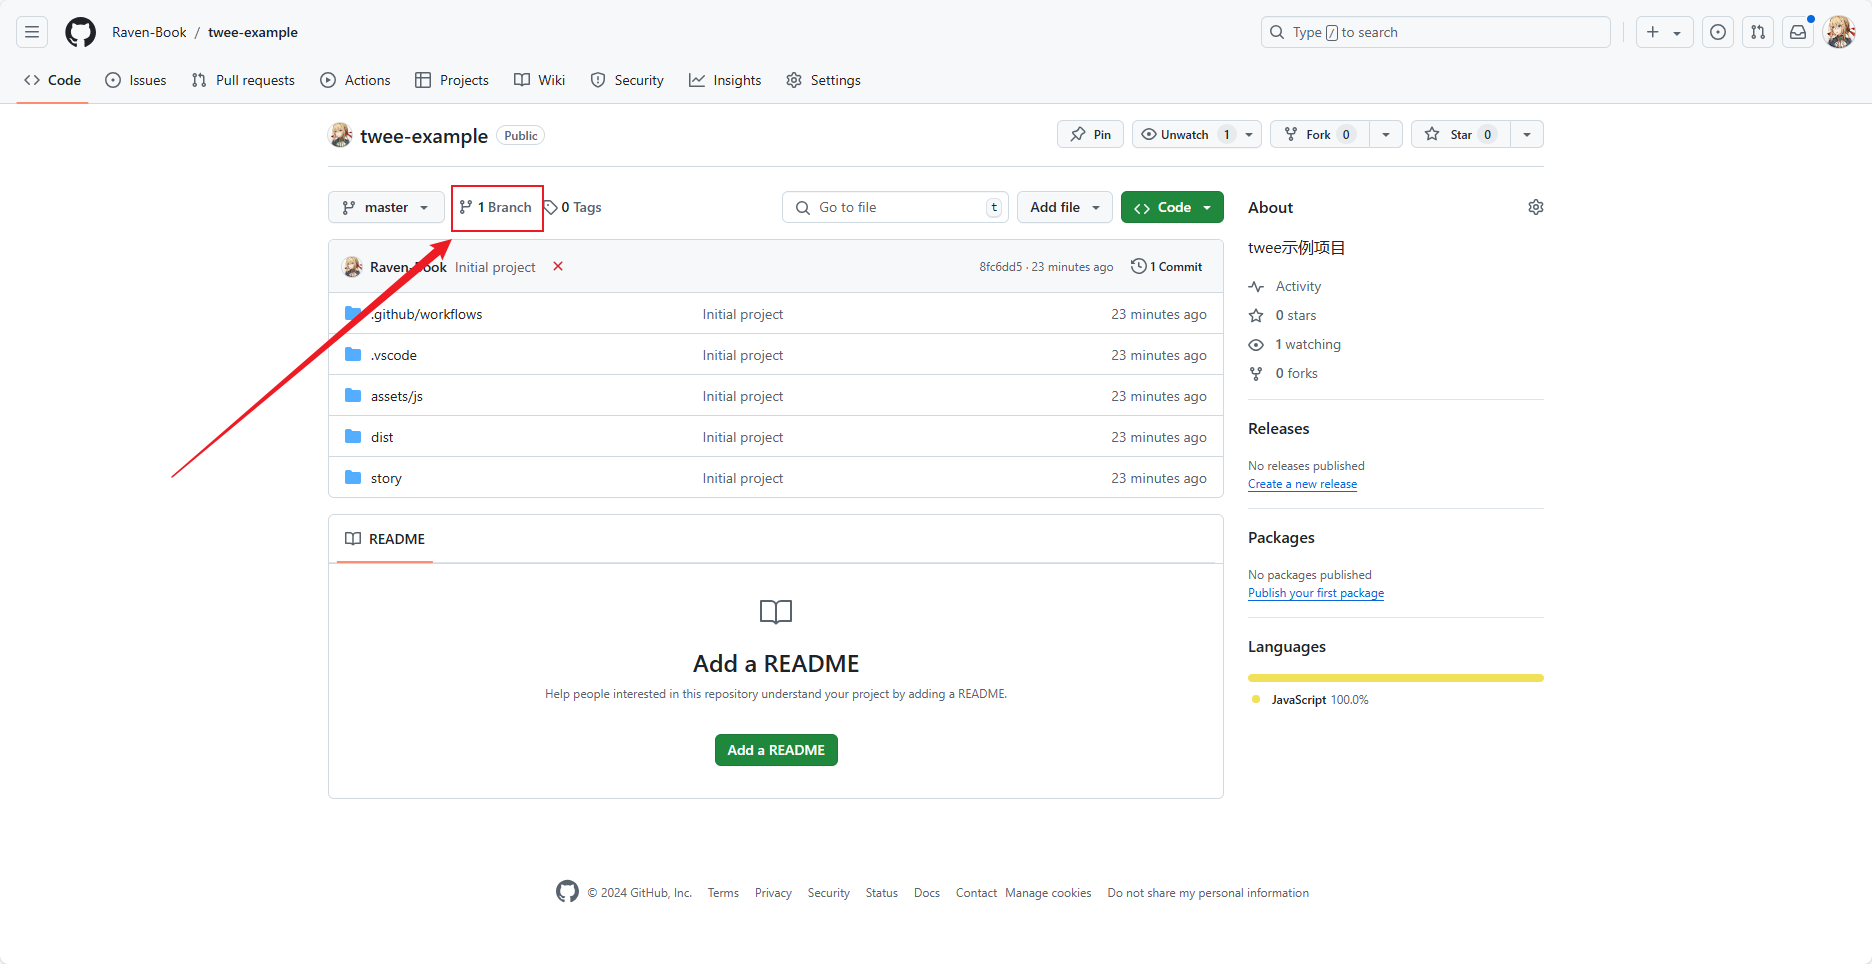 Raven-Book / twee-example
Type / to search
Code Issues Pull requests Actions Projects Wiki Security Insights Settings
twee-example Public
Pin Unwatch 1 Fork 0 Star 0
master 1 Branch 0 Tags Go to file t Add file Code
Raven-Book Initial project 8fc6dd5 · 23 minutes ago 1 Commit
.github/workflows Initial project 23 minutes ago
.vscode Initial project 23 minutes ago
assets/js Initial project 23 minutes ago
dist Initial project 23 minutes ago
story Initial project 23 minutes ago
README
Add a README
Help people interested in this repository understand your project by adding a README.
Add a README
About
twee示例项目
Activity
0 stars
1 watching
0 forks
Releases
No releases published
Create a new release
Packages
No packages published
Publish your first package
Languages
JavaScript 100.0%
© 2024 GitHub, Inc. Terms Privacy Security Status Docs Contact Manage cookies Do not share my personal information